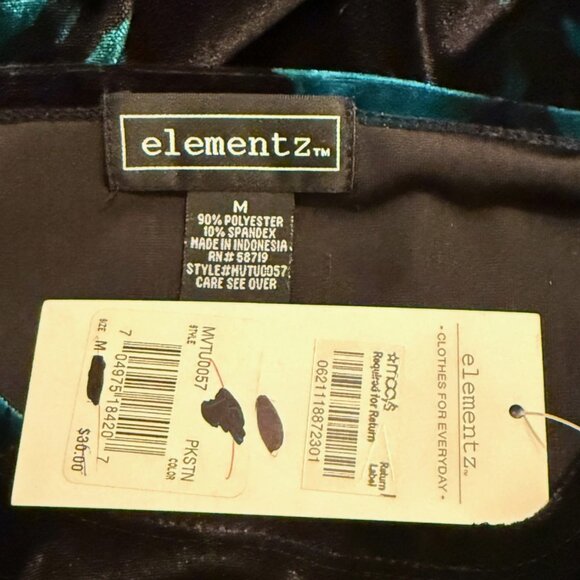 elementz™
M
90% POLYESTER
10% SPANDEX
MADE IN INDONESIA
RN# 58719
STYLE#MVTU0057
CARE SEE OVER
elementz™
• CLOTHES FOR EVERYDAY •
☆macy's
Required for Return
Return
Label
0621118872301
MVTU0057
STYLE
PKSTN
COLOR
7 04975 18420 7
SIZE M
$36.00